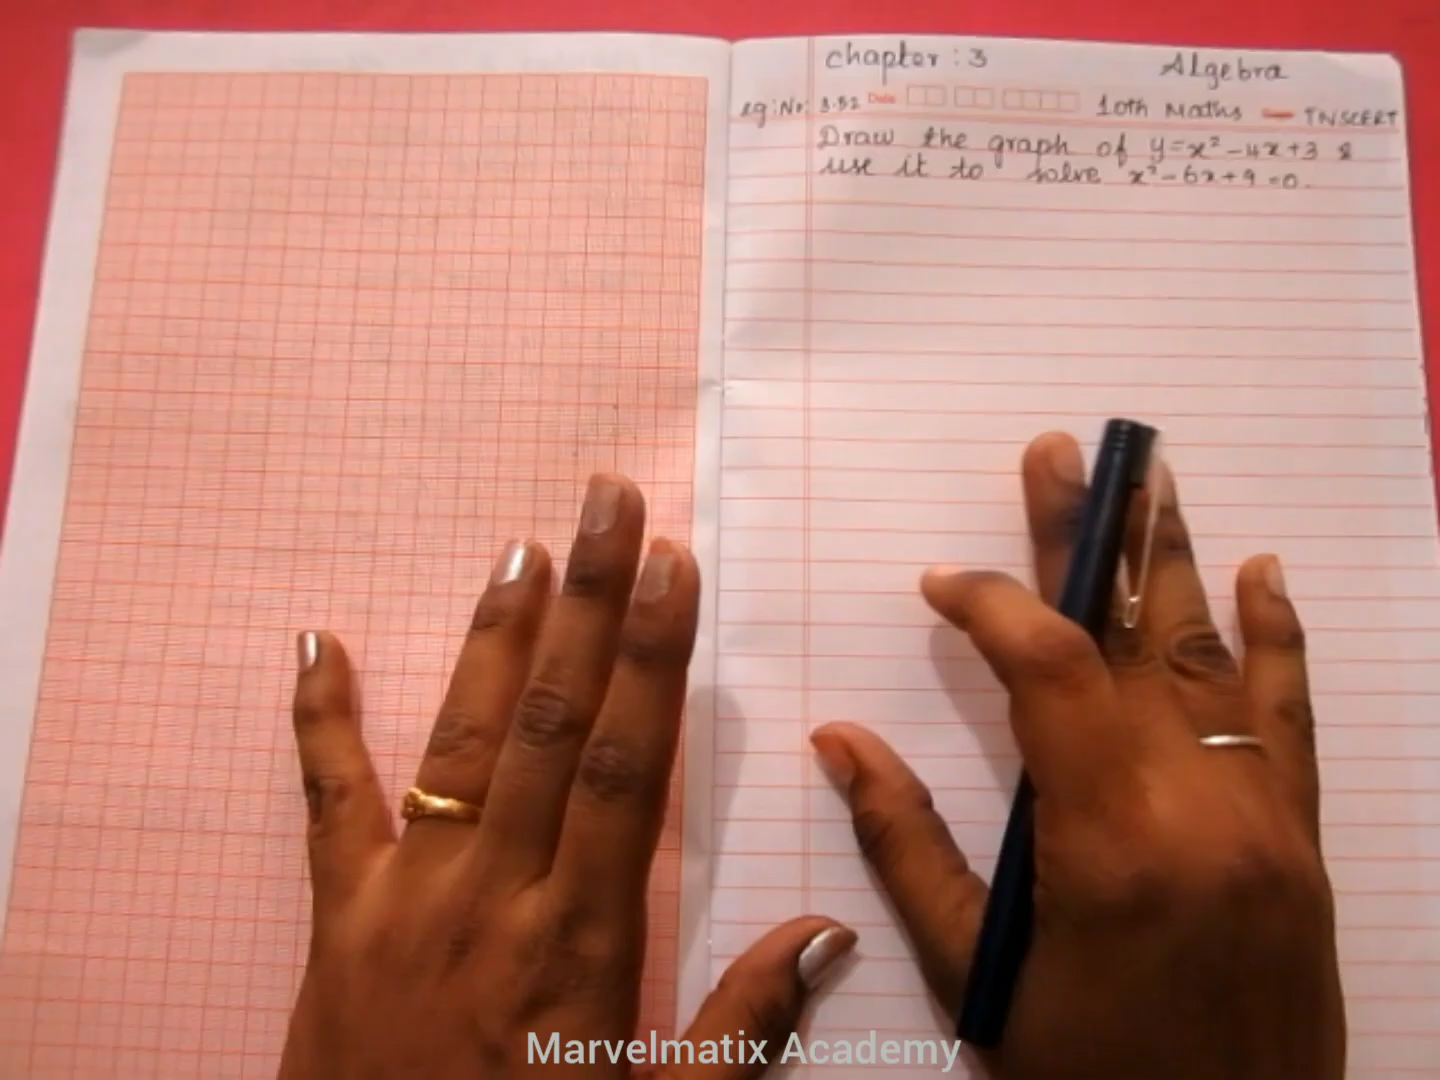 chapter : 3 Algebra
eg: No: 3.52 Date 10th Maths — TNSCERT
Draw the graph of y=x² – 4x+3 &
use it to solve x² – 6x+9 =0.
Marvelmatix Academy